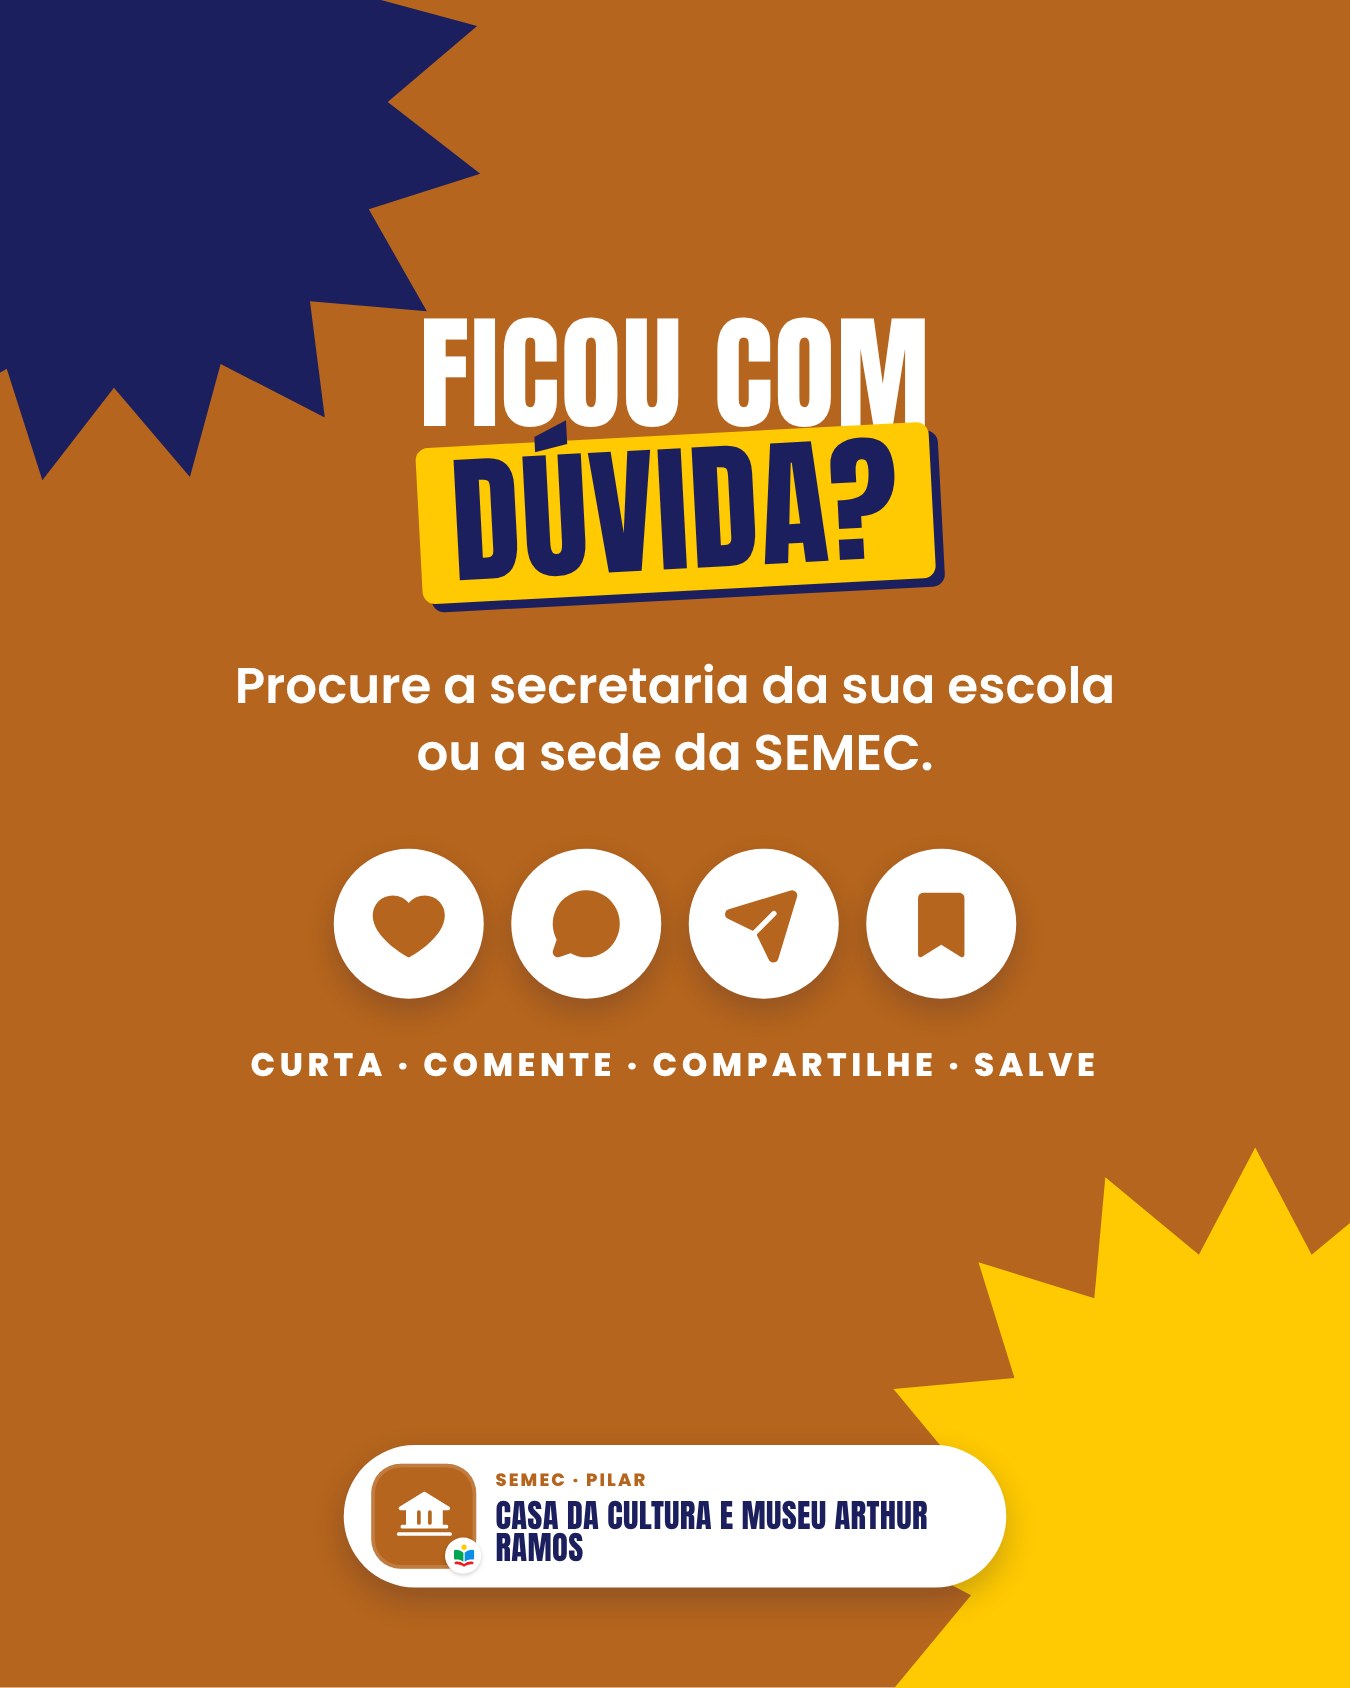 FICOU COM
DÚVIDA?
Procure a secretaria da sua escola
ou a sede da SEMEC.
CURTA · COMENTE · COMPARTILHE · SALVE
SEMEC · PILAR
CASA DA CULTURA E MUSEU ARTHUR
RAMOS